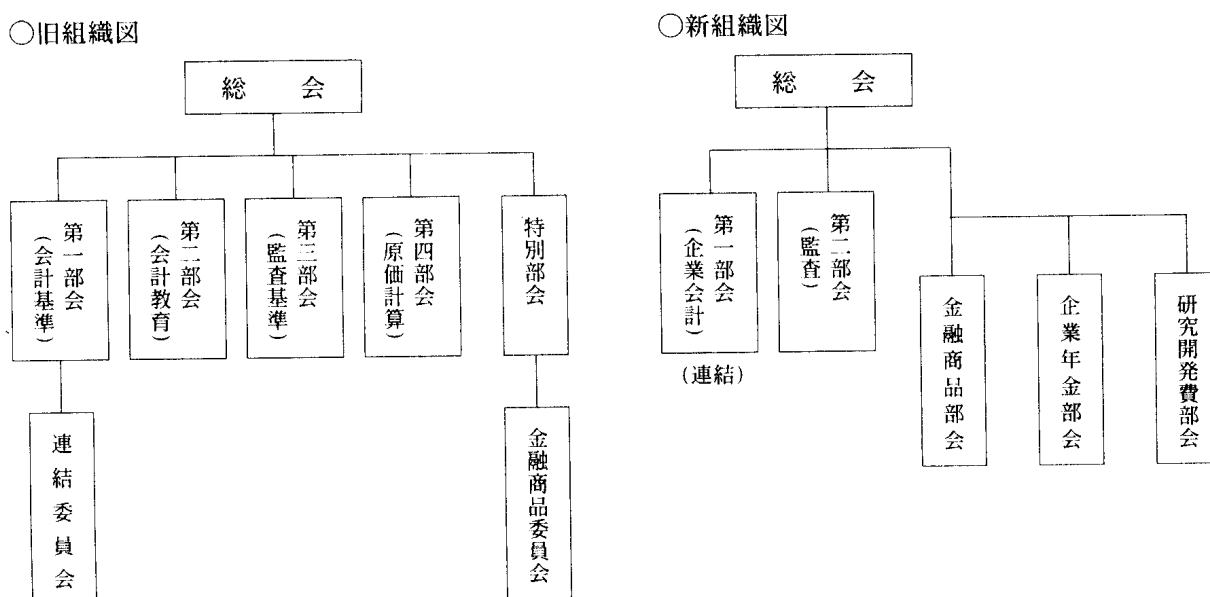 ○旧組織図
総 会
第一部会
(会計基準)
第二部会
(会計教育)
第三部会
(監査基準)
第四部会
(原価計算)
特別部会
連結委員会
金融商品委員会
○新組織図
総 会
第一部会
(企業会計)
(連結)
第二部会
(監査)
金融商品部会
企業年金部会
研究開発費部会